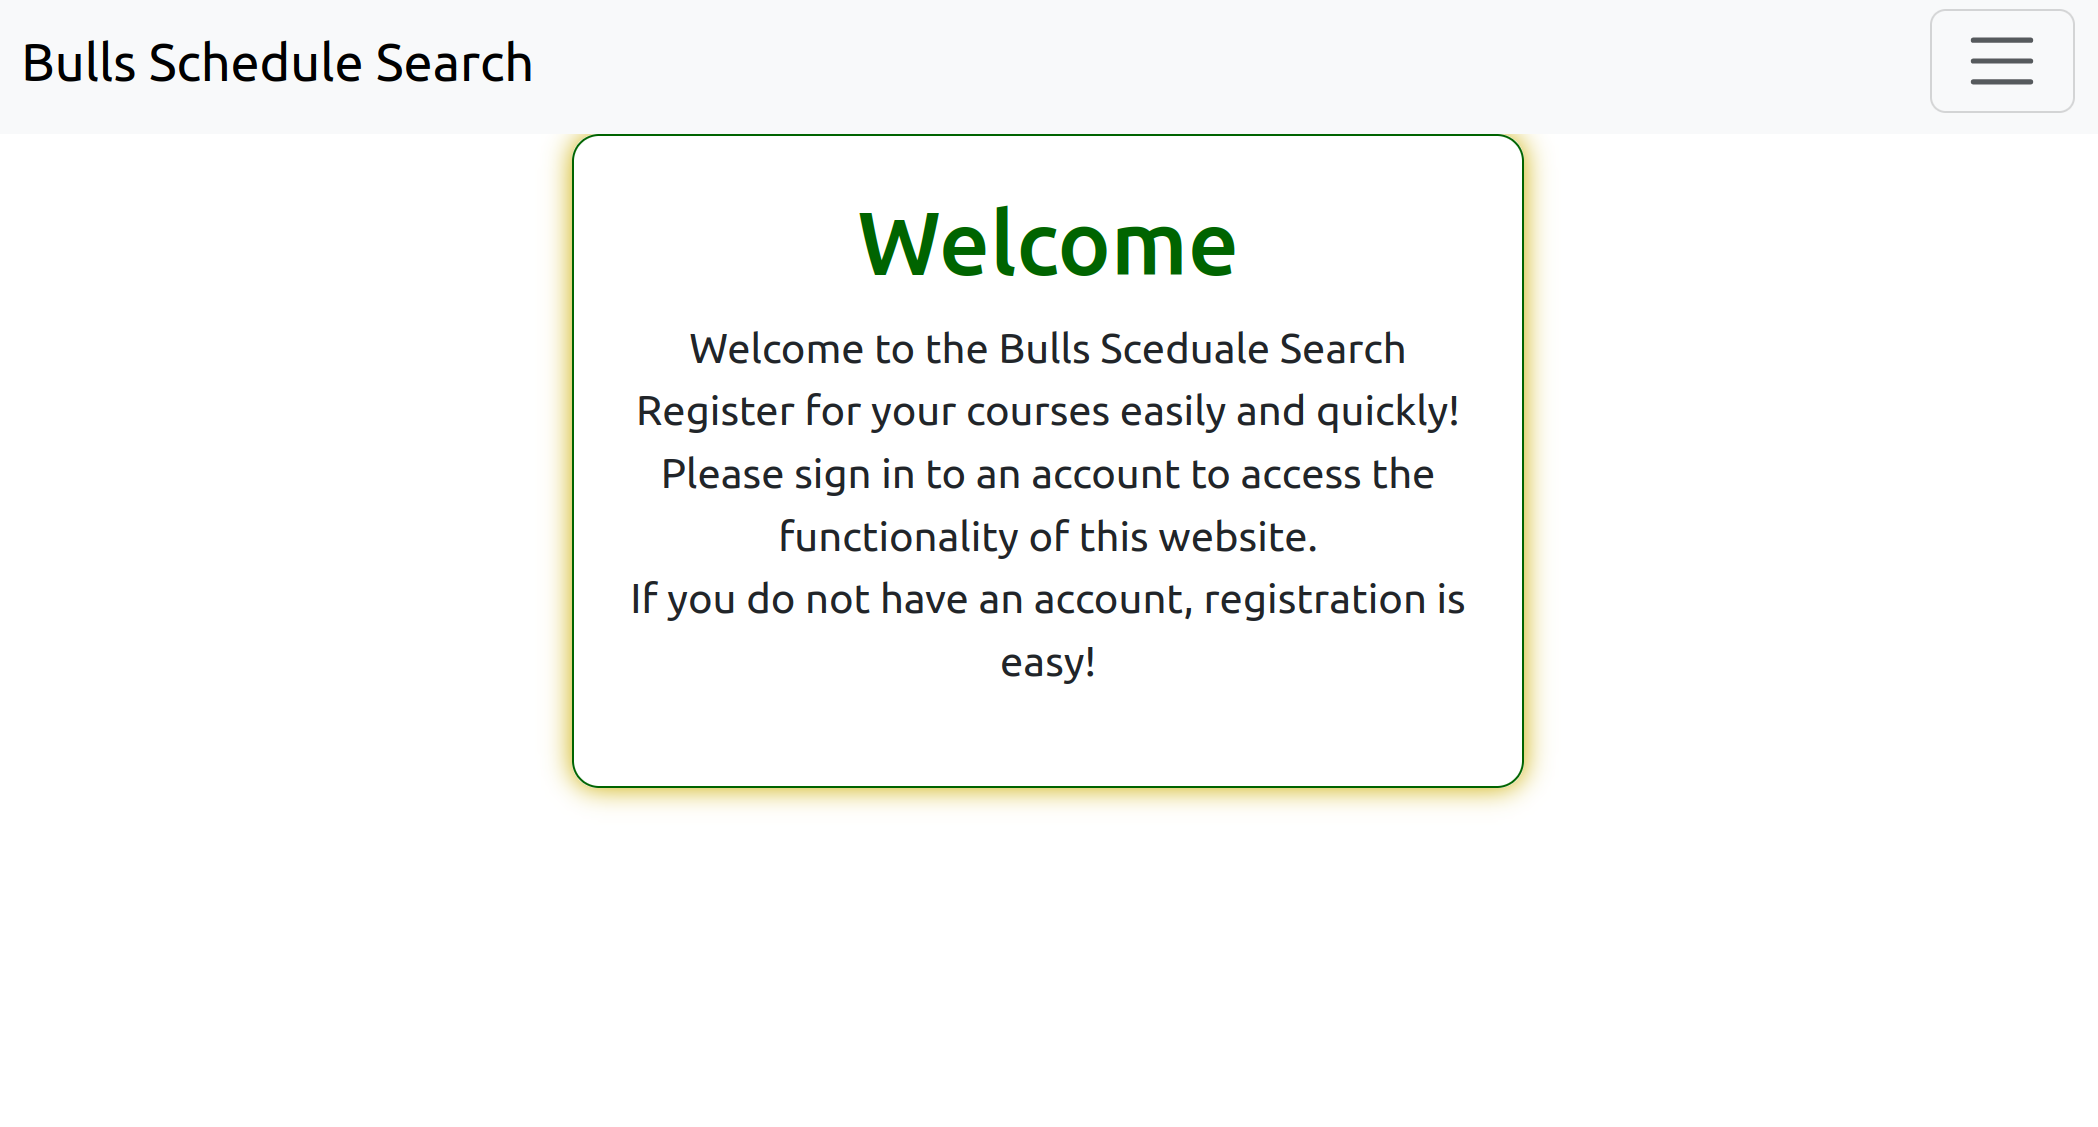 Bulls Schedule Search
Welcome
Welcome to the Bulls Sceduale Search
Register for your courses easily and quickly!
Please sign in to an account to access the
functionality of this website.
If you do not have an account, registration is
easy!